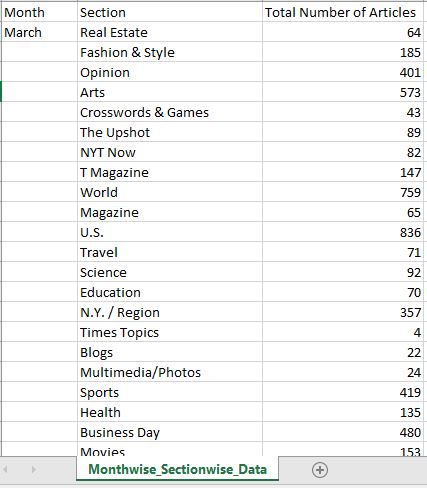 Month Section Total Number of Articles
March Real Estate 64
Fashion & Style 185
Opinion 401
Arts 573
Crosswords & Games 43
The Upshot 89
NYT Now 82
T Magazine 147
World 759
Magazine 65
U.S. 836
Travel 71
Science 92
Education 70
N.Y. / Region 357
Times Topics 4
Blogs 22
Multimedia/Photos 24
Sports 419
Health 135
Business Day 480
Movies 153
Monthwise_Sectionwise_Data